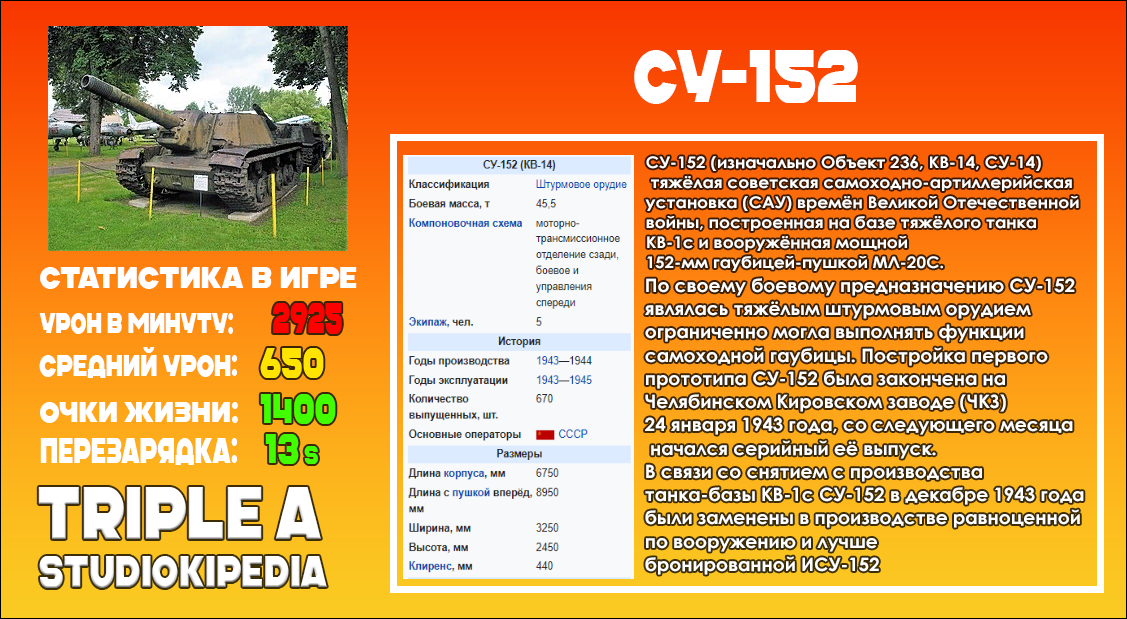 СУ-152
СТАТИСТИКА В ИГРЕ
УРОН В МИНУТУ: 2925
СРЕДНИЙ УРОН: 650
ОЧКИ ЖИЗНИ: 1400
ПЕРЕЗАРЯДКА: 13 s
TRIPLE A
STUDIOKIPEDIA
СУ-152 (КВ-14)
Классификация Штурмовое орудие
Боевая масса, т 45,5
Компоновочная схема моторно-
трансмиссионное
отделение сзади,
боевое и
управления
спереди
Экипаж, чел. 5
История
Годы производства 1943—1944
Годы эксплуатации 1943—1945
Количество 670
выпущенных, шт.
Основные операторы СССР
Размеры
Длина корпуса, мм 6750
Длина с пушкой вперёд, 8950
мм
Ширина, мм 3250
Высота, мм 2450
Клиренс, мм 440
СУ-152 (изначально Объект 236, КВ-14, СУ-14)
тяжёлая советская самоходно-артиллерийская
установка (САУ) времён Великой Отечественной
войны, построенная на базе тяжёлого танка
КВ-1с и вооружённая мощной
152-мм гаубицей-пушкой МЛ-20С.
По своему боевому предназначению СУ-152
являлась тяжёлым штурмовым орудием
ограниченно могла выполнять функции
самоходной гаубицы. Постройка первого
прототипа СУ-152 была закончена на
Челябинском Кировском заводе (ЧКЗ)
24 января 1943 года, со следующего месяца
начался серийный её выпуск.
В связи со снятием с производства
танка-базы КВ-1с СУ-152 в декабре 1943 года
были заменены в производстве равноценной
по вооружению и лучше
бронированной ИСУ-152